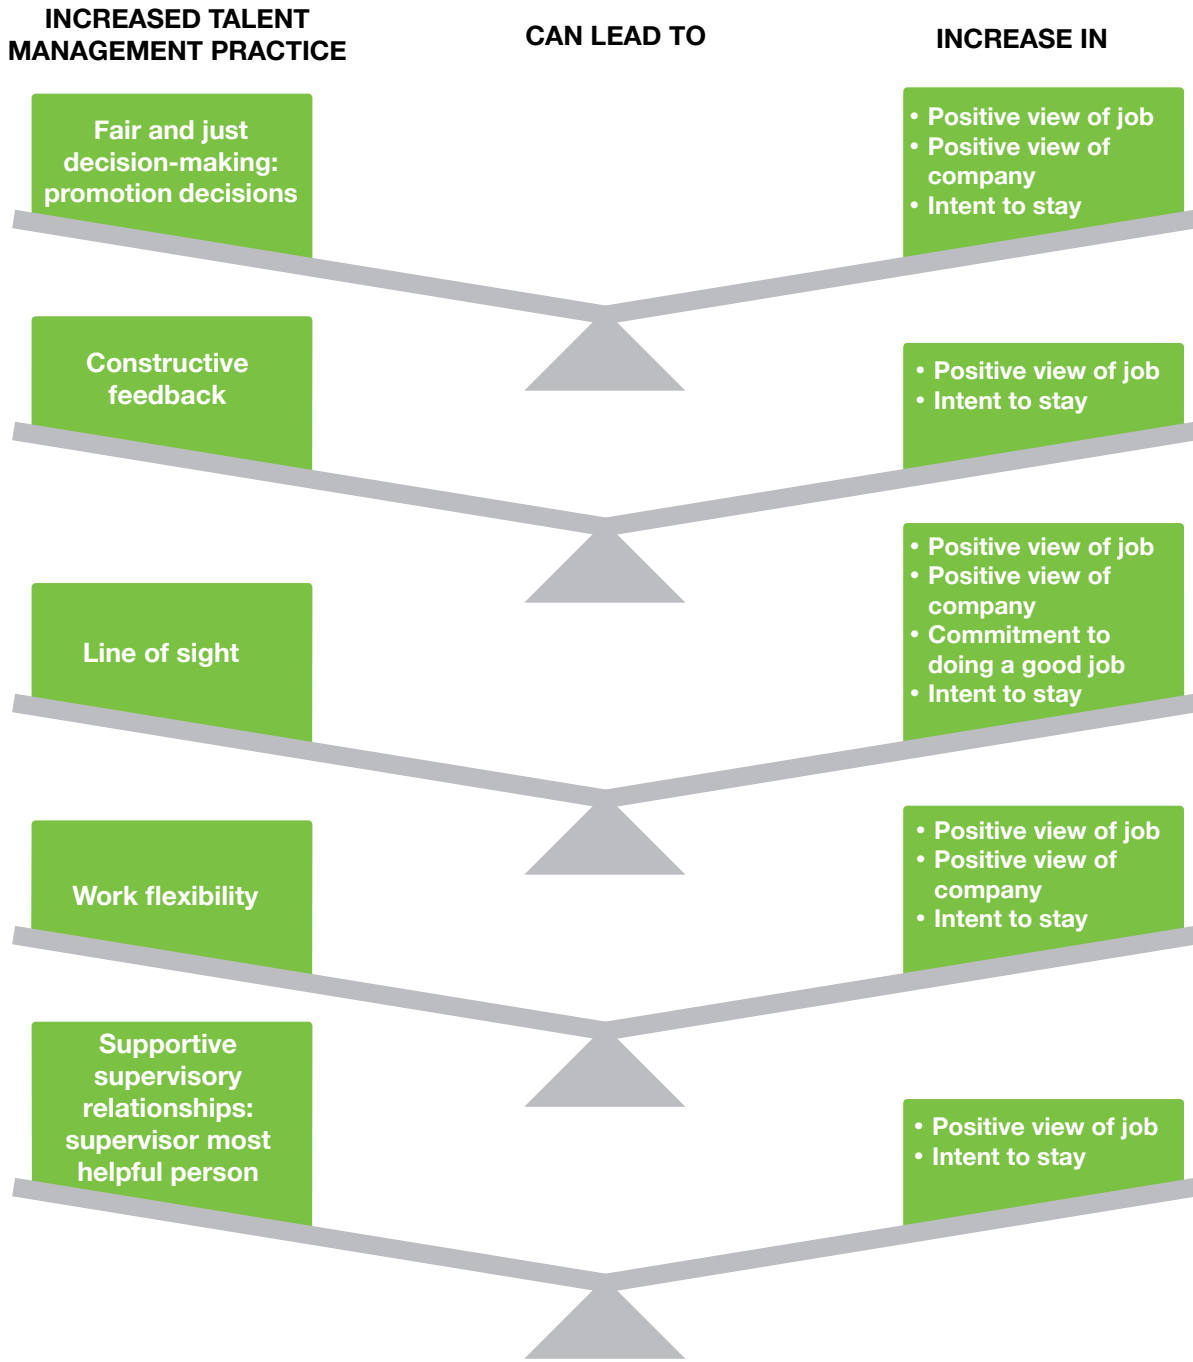 INCREASED TALENT
MANAGEMENT PRACTICE
CAN LEAD TO
INCREASE IN
Fair and just
decision-making:
promotion decisions
• Positive view of job
• Positive view of
company
• Intent to stay
Constructive
feedback
• Positive view of job
• Intent to stay
Line of sight
• Positive view of job
• Positive view of
company
• Commitment to
doing a good job
• Intent to stay
Work flexibility
• Positive view of job
• Positive view of
company
• Intent to stay
Supportive
supervisory
relationships:
supervisor most
helpful person
• Positive view of job
• Intent to stay